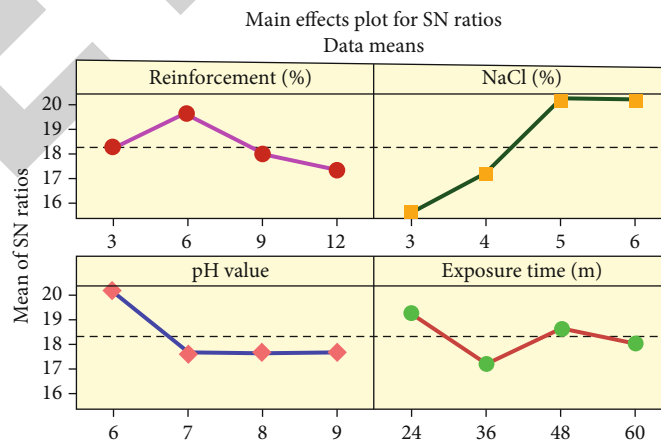 Main effects plot for SN ratios
Data means
Reinforcement (%) NaCl (%)
20
19
18
17
16
3 6 9 12 3 4 5 6
Mean of SN ratios
pH value Exposure time (m)
20
19
18
17
16
6 7 8 9 24 36 48 60